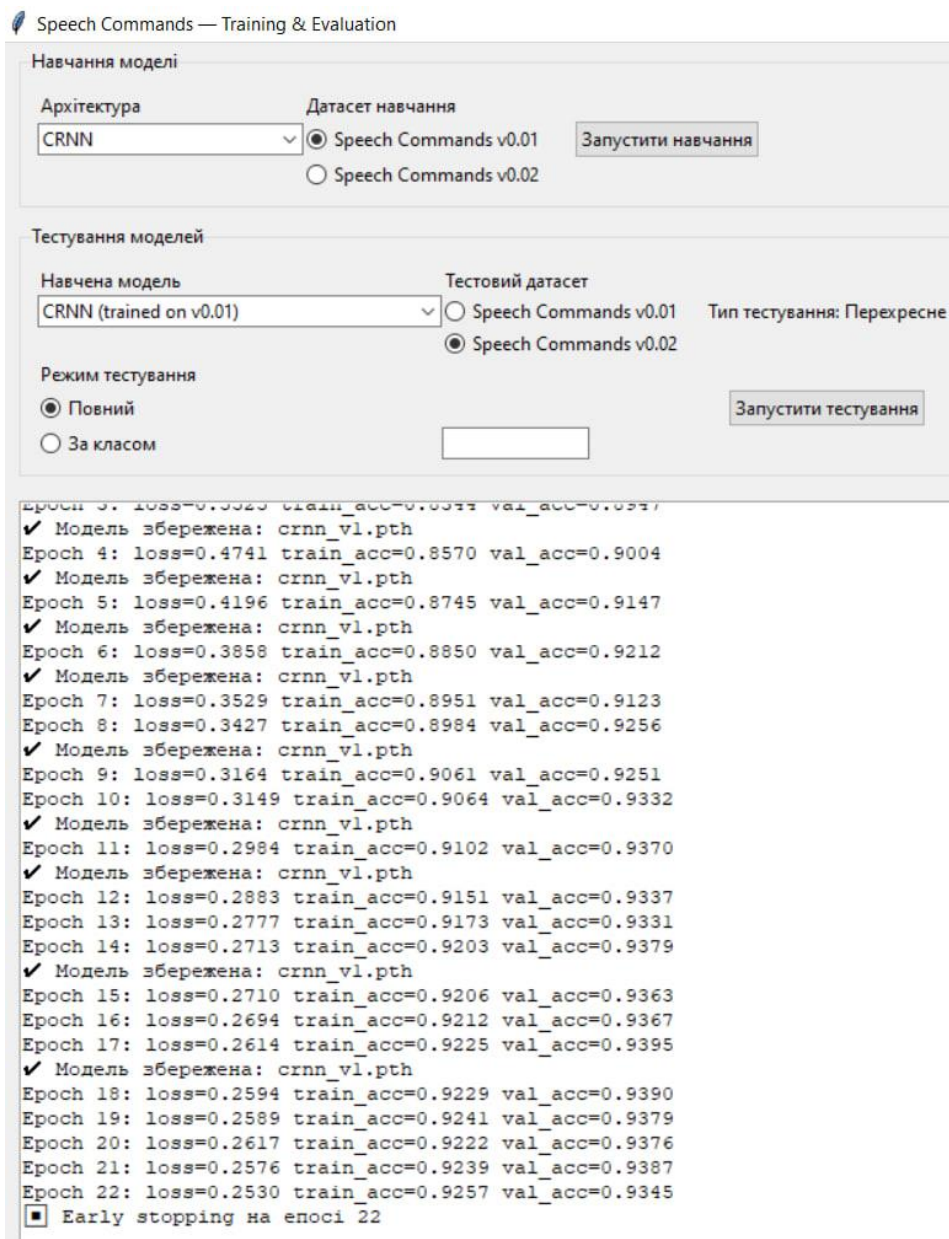 Speech Commands — Training & Evaluation
Навчання моделі
Архітектура Датасет навчання
CRNN Speech Commands v0.01 Запустити навчання
Speech Commands v0.02
Тестування моделей
Навчена модель Тестовий датасет
CRNN (trained on v0.01) Speech Commands v0.01 Тип тестування: Перехресне
Speech Commands v0.02
Режим тестування
Повний Запустити тестування
За класом
Epoch 3: loss=0.5325 train_acc=0.8344 val_acc=0.8947
✔ Модель збережена: crnn_v1.pth
Epoch 4: loss=0.4741 train_acc=0.8570 val_acc=0.9004
✔ Модель збережена: crnn_v1.pth
Epoch 5: loss=0.4196 train_acc=0.8745 val_acc=0.9147
✔ Модель збережена: crnn_v1.pth
Epoch 6: loss=0.3858 train_acc=0.8850 val_acc=0.9212
✔ Модель збережена: crnn_v1.pth
Epoch 7: loss=0.3529 train_acc=0.8951 val_acc=0.9123
Epoch 8: loss=0.3427 train_acc=0.8984 val_acc=0.9256
✔ Модель збережена: crnn_v1.pth
Epoch 9: loss=0.3164 train_acc=0.9061 val_acc=0.9251
Epoch 10: loss=0.3149 train_acc=0.9064 val_acc=0.9332
✔ Модель збережена: crnn_v1.pth
Epoch 11: loss=0.2984 train_acc=0.9102 val_acc=0.9370
✔ Модель збережена: crnn_v1.pth
Epoch 12: loss=0.2883 train_acc=0.9151 val_acc=0.9337
Epoch 13: loss=0.2777 train_acc=0.9173 val_acc=0.9331
Epoch 14: loss=0.2713 train_acc=0.9203 val_acc=0.9379
✔ Модель збережена: crnn_v1.pth
Epoch 15: loss=0.2710 train_acc=0.9206 val_acc=0.9363
Epoch 16: loss=0.2694 train_acc=0.9212 val_acc=0.9367
Epoch 17: loss=0.2614 train_acc=0.9225 val_acc=0.9395
✔ Модель збережена: crnn_v1.pth
Epoch 18: loss=0.2594 train_acc=0.9229 val_acc=0.9390
Epoch 19: loss=0.2589 train_acc=0.9241 val_acc=0.9379
Epoch 20: loss=0.2617 train_acc=0.9222 val_acc=0.9376
Epoch 21: loss=0.2576 train_acc=0.9239 val_acc=0.9387
Epoch 22: loss=0.2530 train_acc=0.9257 val_acc=0.9345
Early stopping на епосі 22